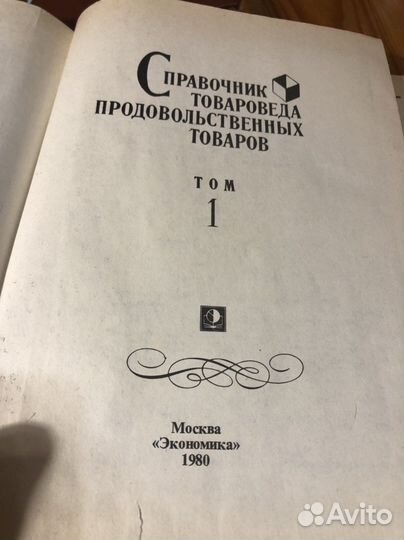 Справочник
товароведа
продовольственных
товаров
том
1
Москва
«Экономика»
1980
Avito